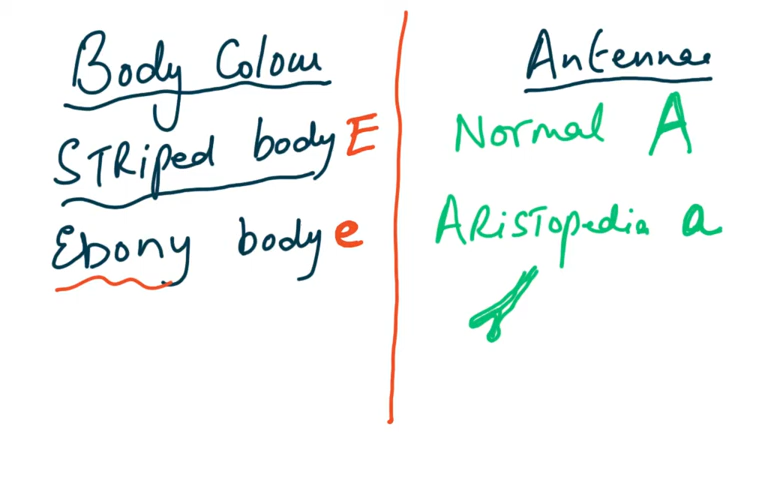 Body Colour
STRiped body E
Ebony body e
Antennae
Normal A
ARiSTopedia a